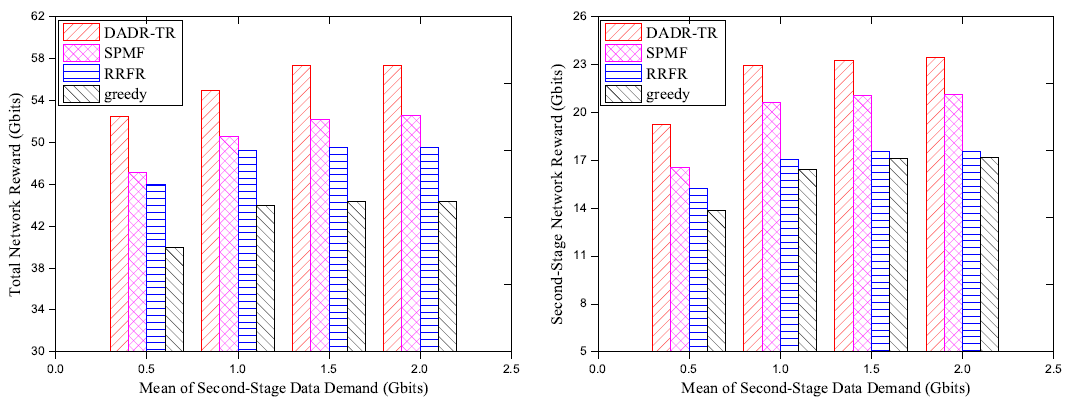 62
58
54
50
46
42
38
34
30
Total Network Reward (Gbits)
DADR-TR
SPMF
RRFR
greedy
0.0 0.5 1.0 1.5 2.0 2.5
Mean of Second-Stage Data Demand (Gbits)
26
23
20
17
14
11
8
5
Second-Stage Network Reward (Gbits)
DADR-TR
SPMF
RRFR
greedy
0.0 0.5 1.0 1.5 2.0 2.5
Mean of Second-Stage Data Demand (Gbits)